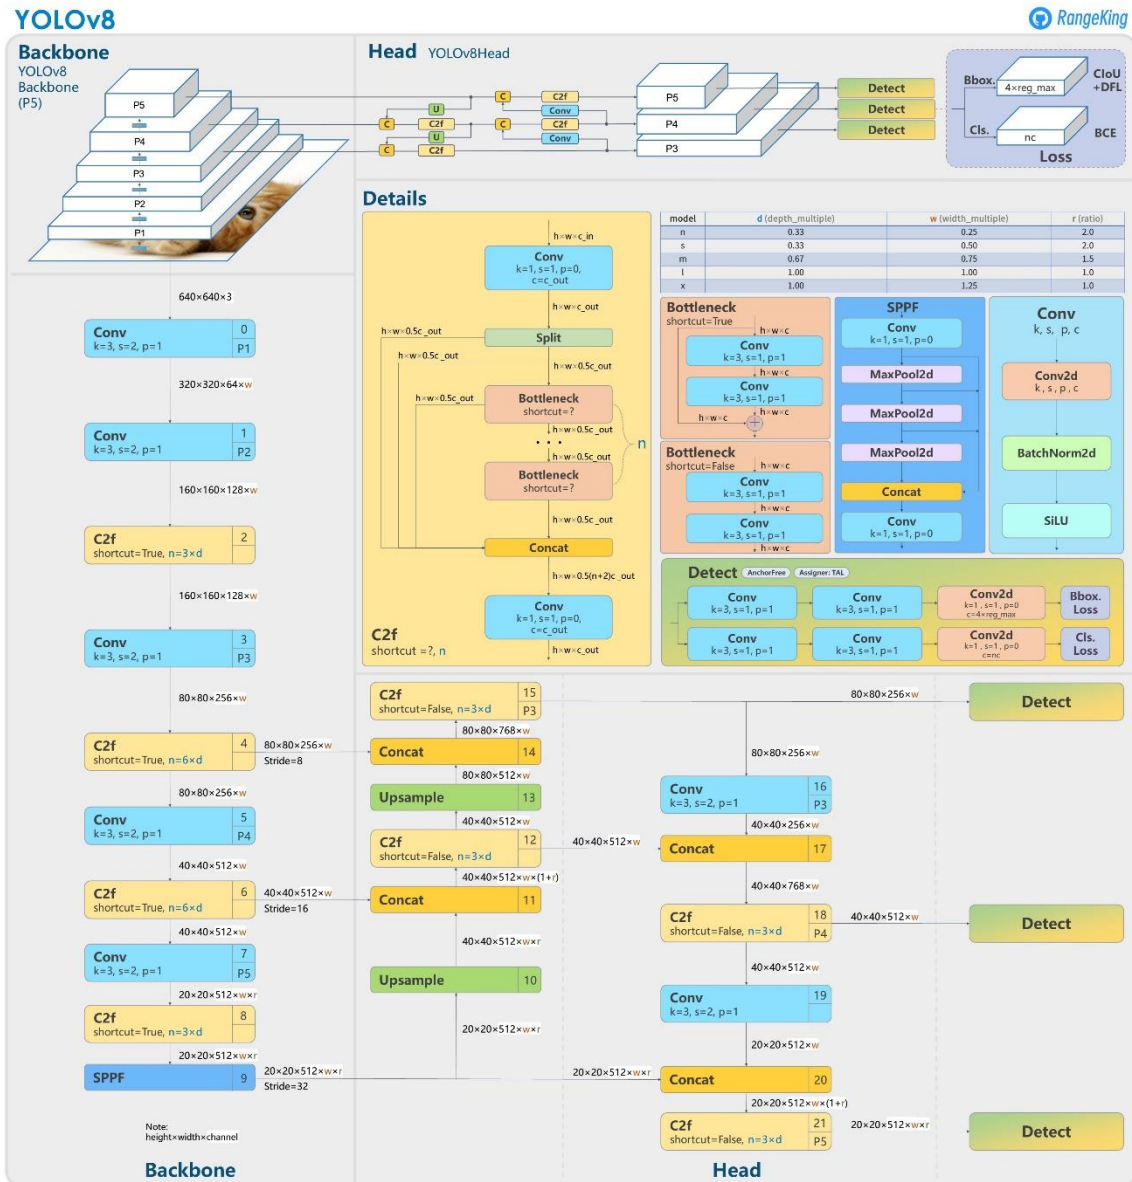 YOLOv8
RangeKing
Backbone
YOLOv8
Backbone
(P5)
P5
P4
P3
P2
P1
Head YOLOv8Head
U
C
C2f
Conv
C
C2f
C
C2f
U
Conv
C
C2f
P5
P4
P3
Detect
Detect
Detect
Bbox.
4×reg_max
CIoU
+DFL
Cls.
nc
BCE
Loss
Details
h×w×c_in
Conv
k=1, s=1, p=0,
c=c_out
h×w×c_out
h×w×0.5c_out
Split
h×w×0.5c_out
h×w×0.5c_out
h×w×0.5c_out
Bottleneck
shortcut=?
h×w×0.5c_out
• • •
n
h×w×0.5c_out
Bottleneck
shortcut=?
h×w×0.5c_out
Concat
h×w×0.5(n+2)c_out
Conv
k=1, s=1, p=0,
c=c_out
C2f
shortcut =?, n
h×w×c_out
model d (depth_multiple) w (width_multiple) r (ratio)
n 0.33 0.25 2.0
s 0.33 0.50 2.0
m 0.67 0.75 1.5
l 1.00 1.00 1.0
x 1.00 1.25 1.0
Bottleneck
shortcut=True
h×w×c
Conv
k=3, s=1, p=1
h×w×c
Conv
k=3, s=1, p=1
h×w×c
h×w×c
+
Bottleneck
shortcut=False
h×w×c
Conv
k=3, s=1, p=1
h×w×c
Conv
k=3, s=1, p=1
h×w×c
SPPF
Conv
k=1, s=1, p=0
MaxPool2d
MaxPool2d
MaxPool2d
Concat
Conv
k=1, s=1, p=0
Conv
k, s, p, c
Conv2d
k, s, p, c
BatchNorm2d
SiLU
Detect AnchorFree Assigner: TAL
Conv
k=3, s=1, p=1
Conv
k=3, s=1, p=1
Conv2d
k=1, s=1, p=0
c=4×reg_max
Bbox.
Loss
Conv
k=3, s=1, p=1
Conv
k=3, s=1, p=1
Conv2d
k=1, s=1, p=0
c=nc
Cls.
Loss
640×640×3
Conv
k=3, s=2, p=1
0
P1
320×320×64×w
Conv
k=3, s=2, p=1
1
P2
160×160×128×w
C2f
shortcut=True, n=3×d
2
160×160×128×w
Conv
k=3, s=2, p=1
3
P3
80×80×256×w
C2f
shortcut=True, n=6×d
4
80×80×256×w
Stride=8
80×80×256×w
Conv
k=3, s=2, p=1
5
P4
40×40×512×w
C2f
shortcut=True, n=6×d
6
40×40×512×w
Stride=16
40×40×512×w
Conv
k=3, s=2, p=1
7
P5
20×20×512×w×r
C2f
shortcut=True, n=3×d
8
20×20×512×w×r
SPPF
9
20×20×512×w×r
Stride=32
Note:
height×width×channel
Backbone
C2f
shortcut=False, n=3×d
15
P3
80×80×768×w
Concat
14
80×80×512×w
Upsample
13
40×40×512×w
C2f
shortcut=False, n=3×d
12
40×40×512×w×(1+r)
Concat
11
40×40×512×w×r
Upsample
10
20×20×512×w×r
80×80×256×w
Detect
80×80×256×w
Conv
k=3, s=2, p=1
16
P3
40×40×256×w
40×40×512×w
Concat
17
40×40×768×w
C2f
shortcut=False, n=3×d
18
P4
40×40×512×w
Detect
40×40×512×w
Conv
k=3, s=2, p=1
19
20×20×512×w
20×20×512×w×r
Concat
20
20×20×512×w×(1+r)
C2f
shortcut=False, n=3×d
21
P5
20×20×512×w×r
Detect
Head